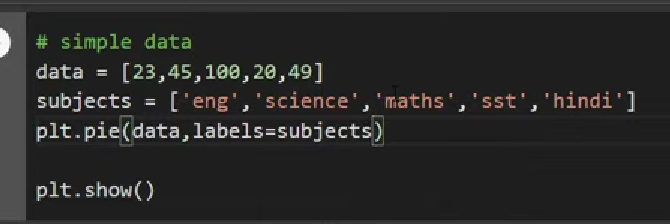 # simple data
data = [23,45,100,20,49]
subjects = ['eng','science','maths','sst','hindi']
plt.pie(data,labels=subjects)
plt.show()